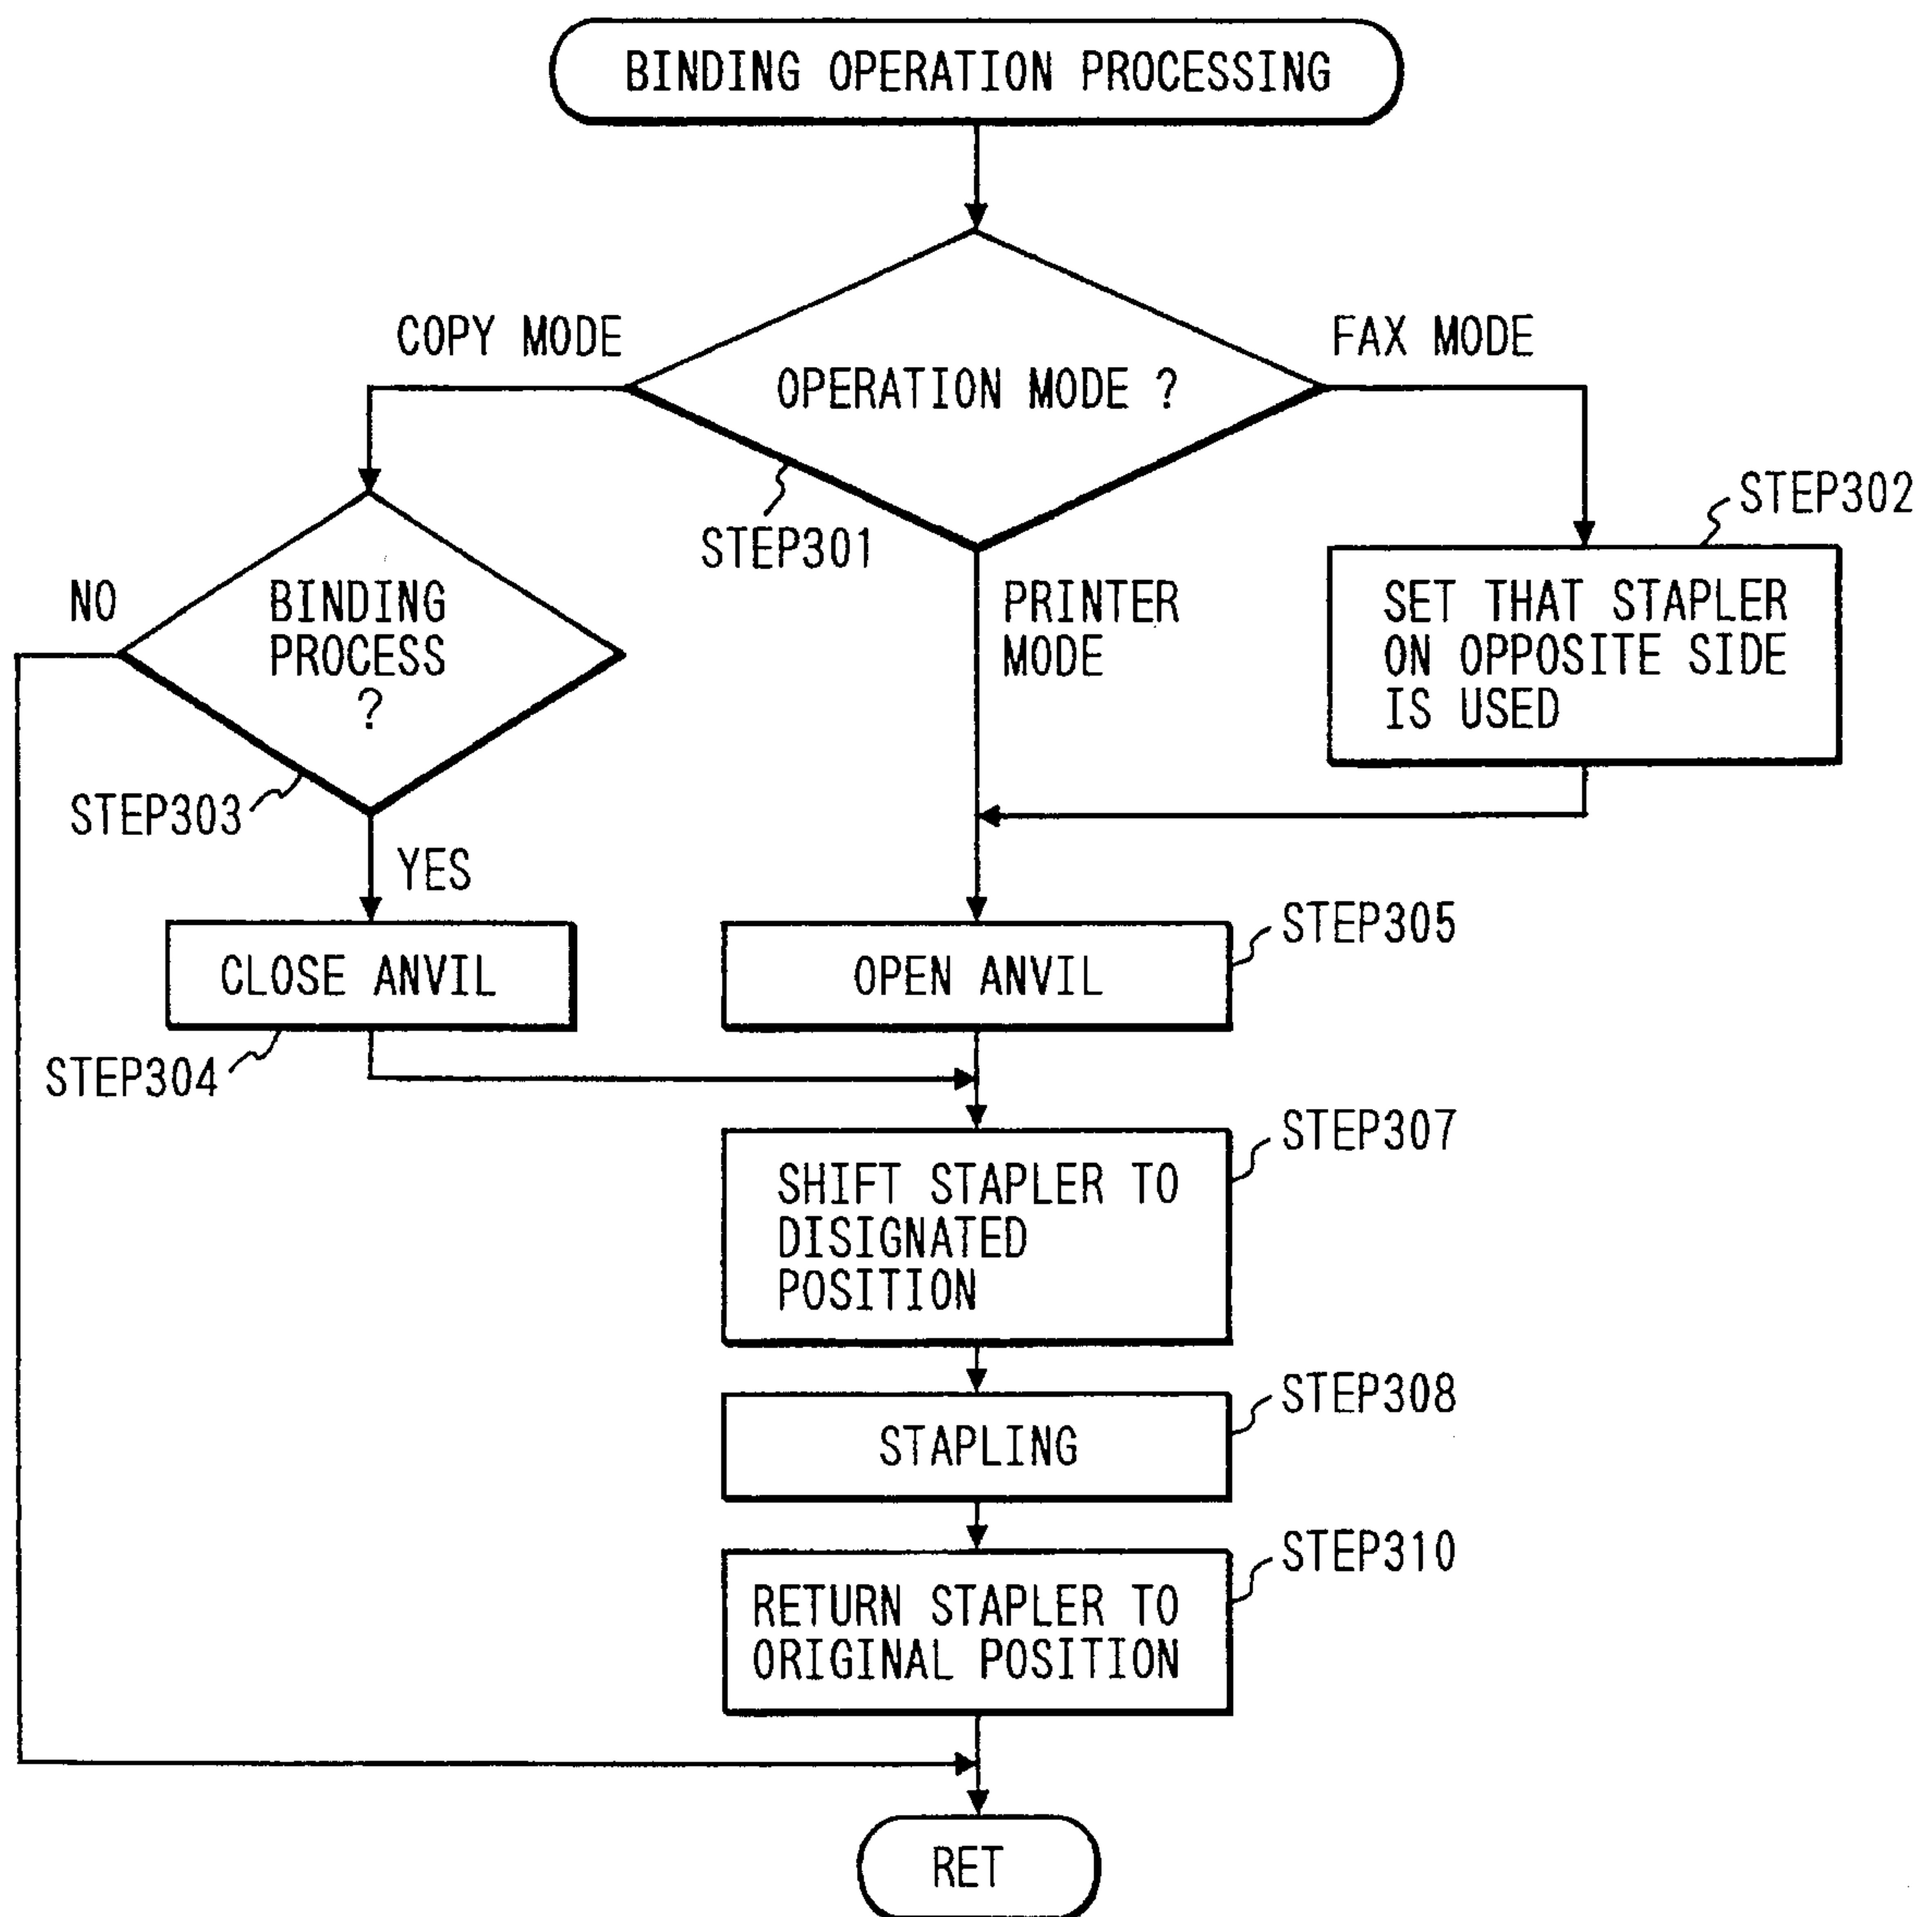 BINDING OPERATION PROCESSING
COPY MODE
FAX MODE
OPERATION MODE ?
STEP301
STEP302
NO
BINDING
PROCESS
?
PRINTER
MODE
SET THAT STAPLER
ON OPPOSITE SIDE
IS USED
STEP303
YES
CLOSE ANVIL
STEP304
OPEN ANVIL
STEP305
STEP307
SHIFT STAPLER TO
DISIGNATED
POSITION
STEP308
STAPLING
STEP310
RETURN STAPLER TO
ORIGINAL POSITION
RET